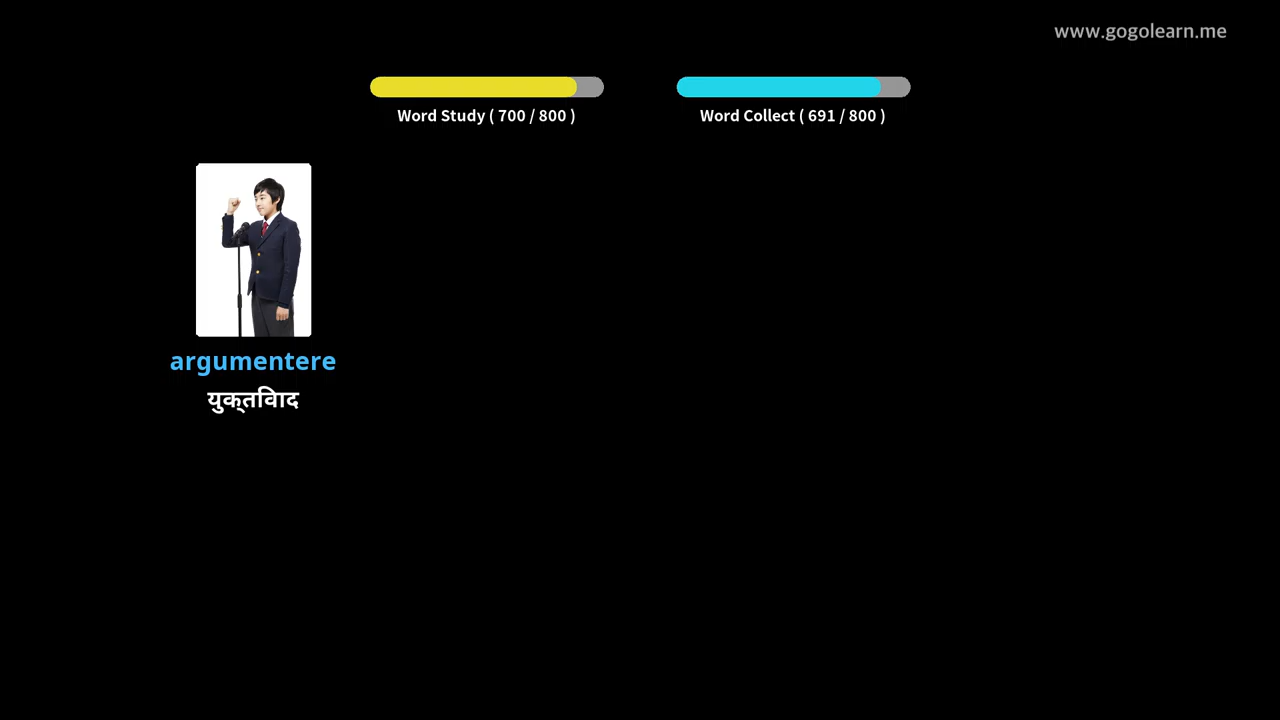 www.gogolearn.me
Word Study ( 700 / 800 )
Word Collect ( 691 / 800 )
argumentere
युक्तिवाद